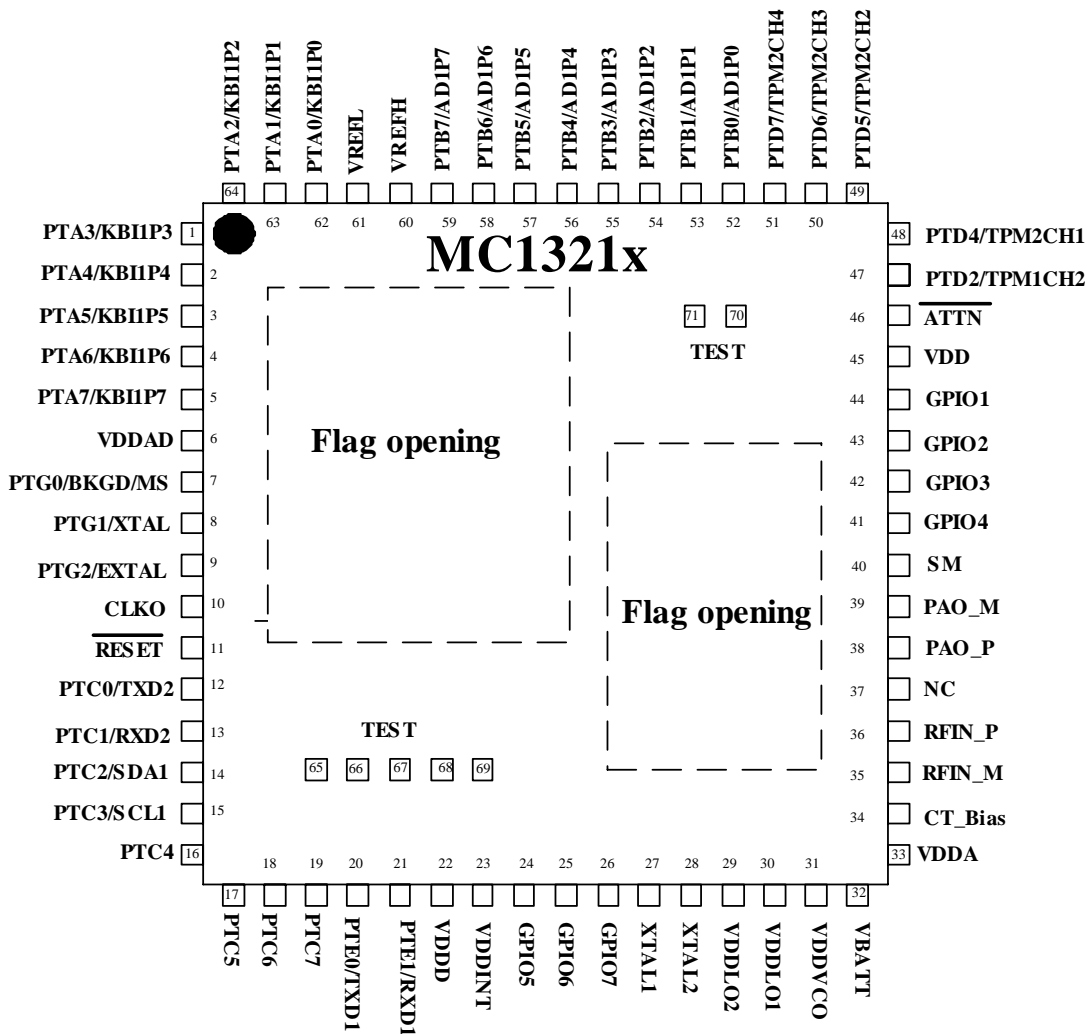 PTA2/KBI1P2
PTA1/KBI1P1
PTA0/KBI1P0
VREFL
VREFH
PTB7/AD1P7
PTB6/AD1P6
PTB5/AD1P5
PTB4/AD1P4
PTB3/AD1P3
PTB2/AD1P2
PTB1/AD1P1
PTB0/AD1P0
PTD7/TPM2CH4
PTD6/TPM2CH3
PTD5/TPM2CH2
64
63
62
61
60
59
58
57
56
55
54
53
52
51
50
49
MC1321x
PTA3/KBI1P3
1
PTA4/KBI1P4
2
PTA5/KBI1P5
3
PTA6/KBI1P6
4
PTA7/KBI1P7
5
VDDAD
6
PTG0/BKGD/MS
7
PTG1/XTAL
8
PTG2/EXTAL
9
CLKO
10
RESET
11
PTC0/TXD2
12
PTC1/RXD2
13
PTC2/SDA1
14
PTC3/SCL1
15
PTC4
16
71
70
TEST
Flag opening
Flag opening
TEST
65
66
67
68
69
48
PTD4/TPM2CH1
47
PTD2/TPM1CH2
46
ATTN
45
VDD
44
GPIO1
43
GPIO2
42
GPIO3
41
GPIO4
40
SM
39
PAO_M
38
PAO_P
37
NC
36
RFIN_P
35
RFIN_M
34
CT_Bias
33
VDDA
17
18
19
20
21
22
23
24
25
26
27
28
29
30
31
32
PTC5
PTC6
PTC7
PTE0/TXD1
PTE1/RXD1
VDDD
VDDINT
GPIO5
GPIO6
GPIO7
XTAL1
XTAL2
VDDLO2
VDDLO1
VDDVCO
VBATT